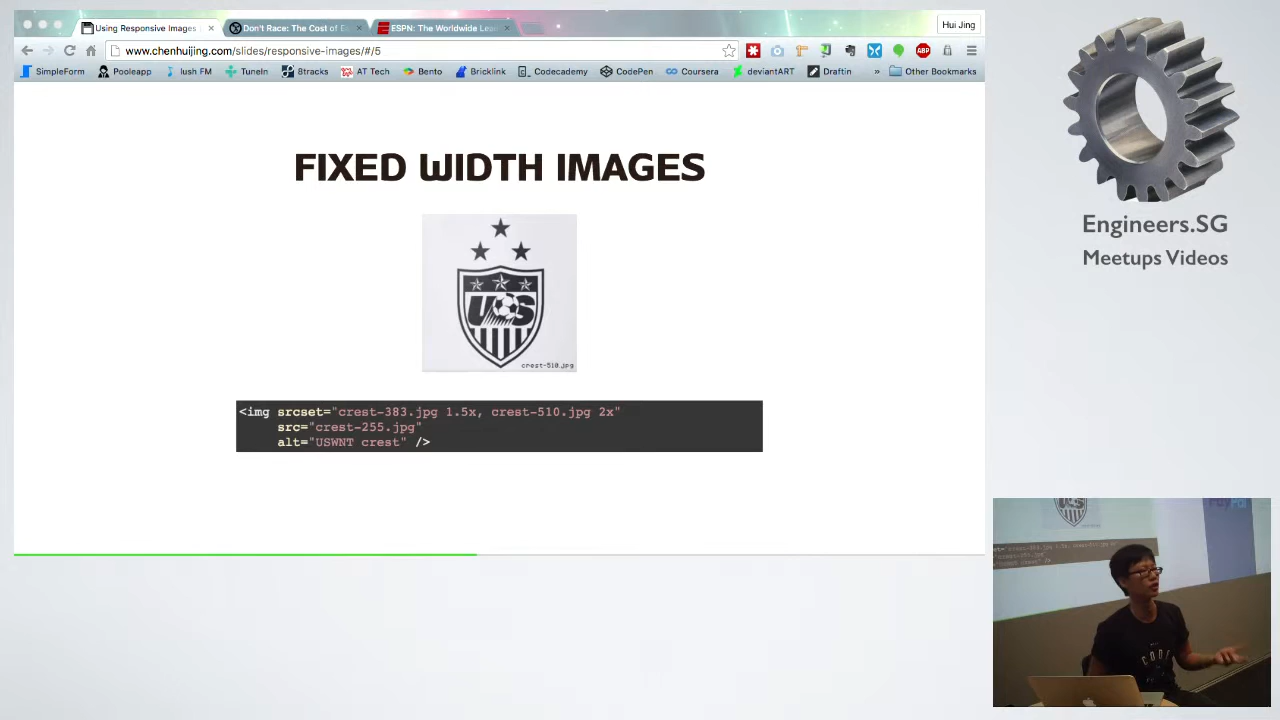 Using Responsive Images
Don't Race: The Cost of
ESPN: The Worldwide
Hui Jing
www.chenhuijing.com/slides/responsive-images/#/5
ABP
SimpleForm
Pooleapp
lush FM
TuneIn
8tracks
AT Tech
Bento
Bricklink
Codecademy
CodePen
Coursera
deviantART
Draftin
»
Other Bookmarks
FIXED WIDTH IMAGES
US
crest-510.jpg
<img srcset="crest-383.jpg 1.5x, crest-510.jpg 2x"
src="crest-255.jpg"
alt="USWNT crest" />
Engineers.SG
Meetups Videos
CODE